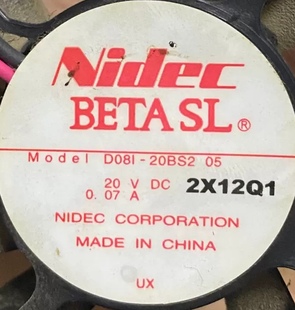 Nidec
BETA SL ®
Model D08I-20BS2 05
20 V DC 2X12Q1
0.07 A
NIDEC CORPORATION
MADE IN CHINA
UX